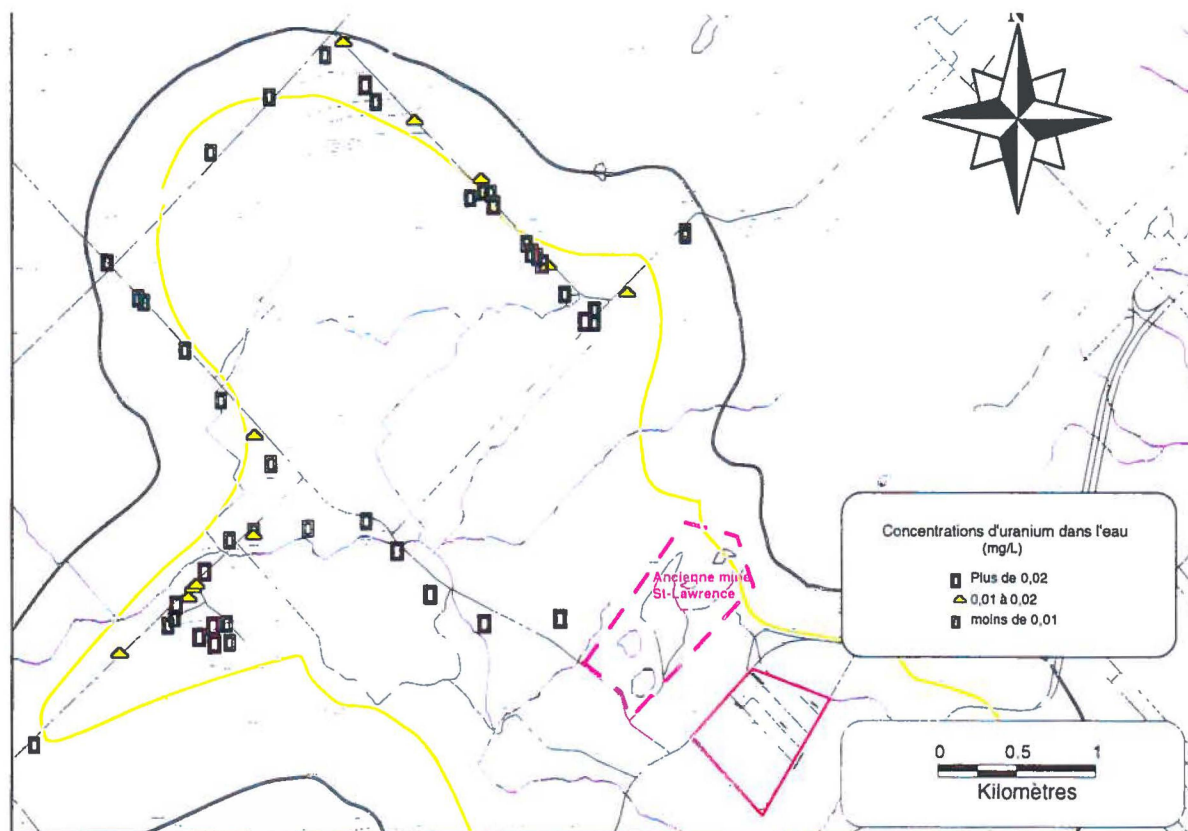 N
Ancienne mine
St-Lawrence
Concentrations d'uranium dans l'eau
(mg/L)
Plus de 0,02
0,01 à 0,02
moins de 0,01
0 0.5 1
Kilomètres